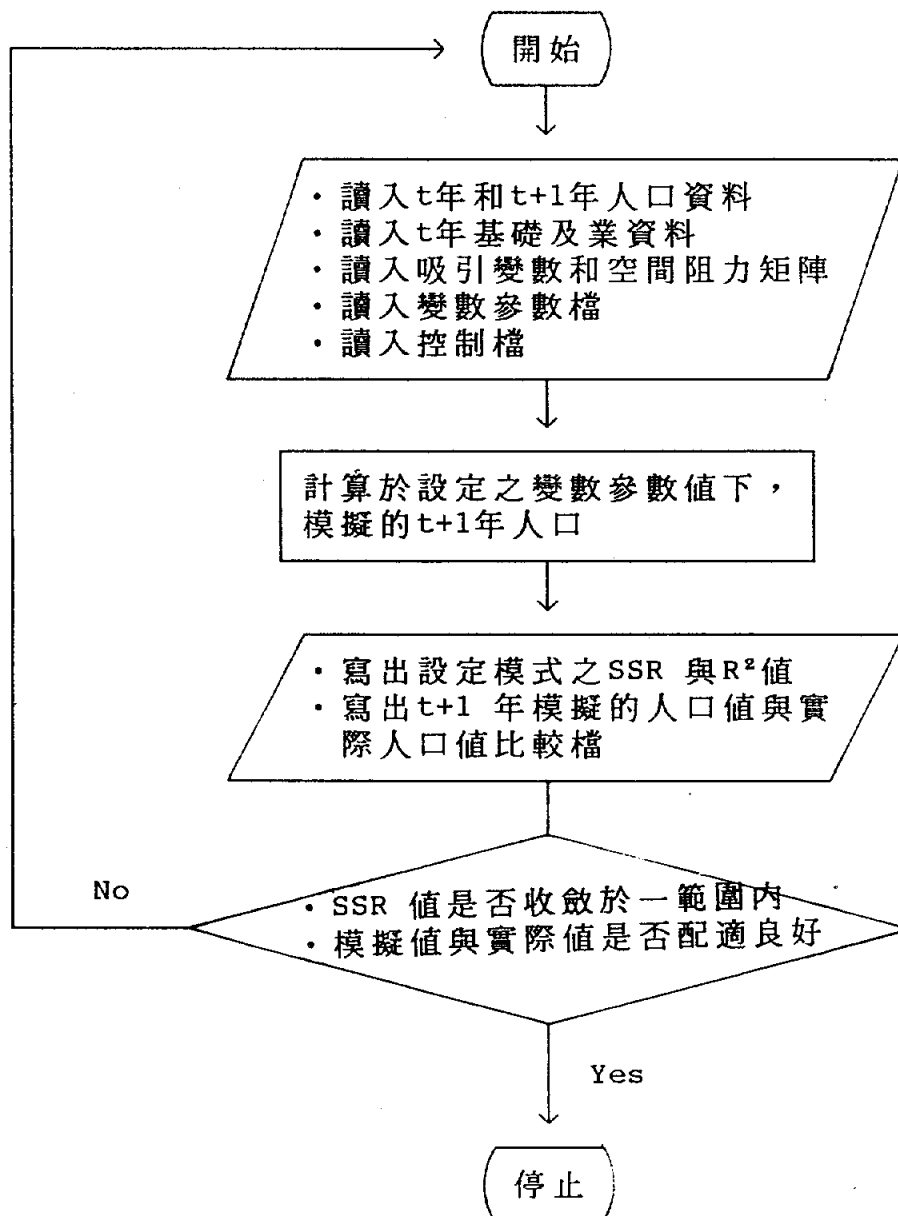 開始
・讀入t年和t+1年人口資料
・讀入t年基礎及業資料
・讀入吸引變數和空間阻力矩陣
・讀入變數參數檔
・讀入控制檔
計算於設定之變數參數值下，
模擬的t+1年人口
・寫出設定模式之SSR 與R²值
・寫出t+1 年模擬的人口值與實
際人口值比較檔
No
・SSR 值是否收斂於一範圍內
・模擬值與實際值是否配適良好
Yes
停止